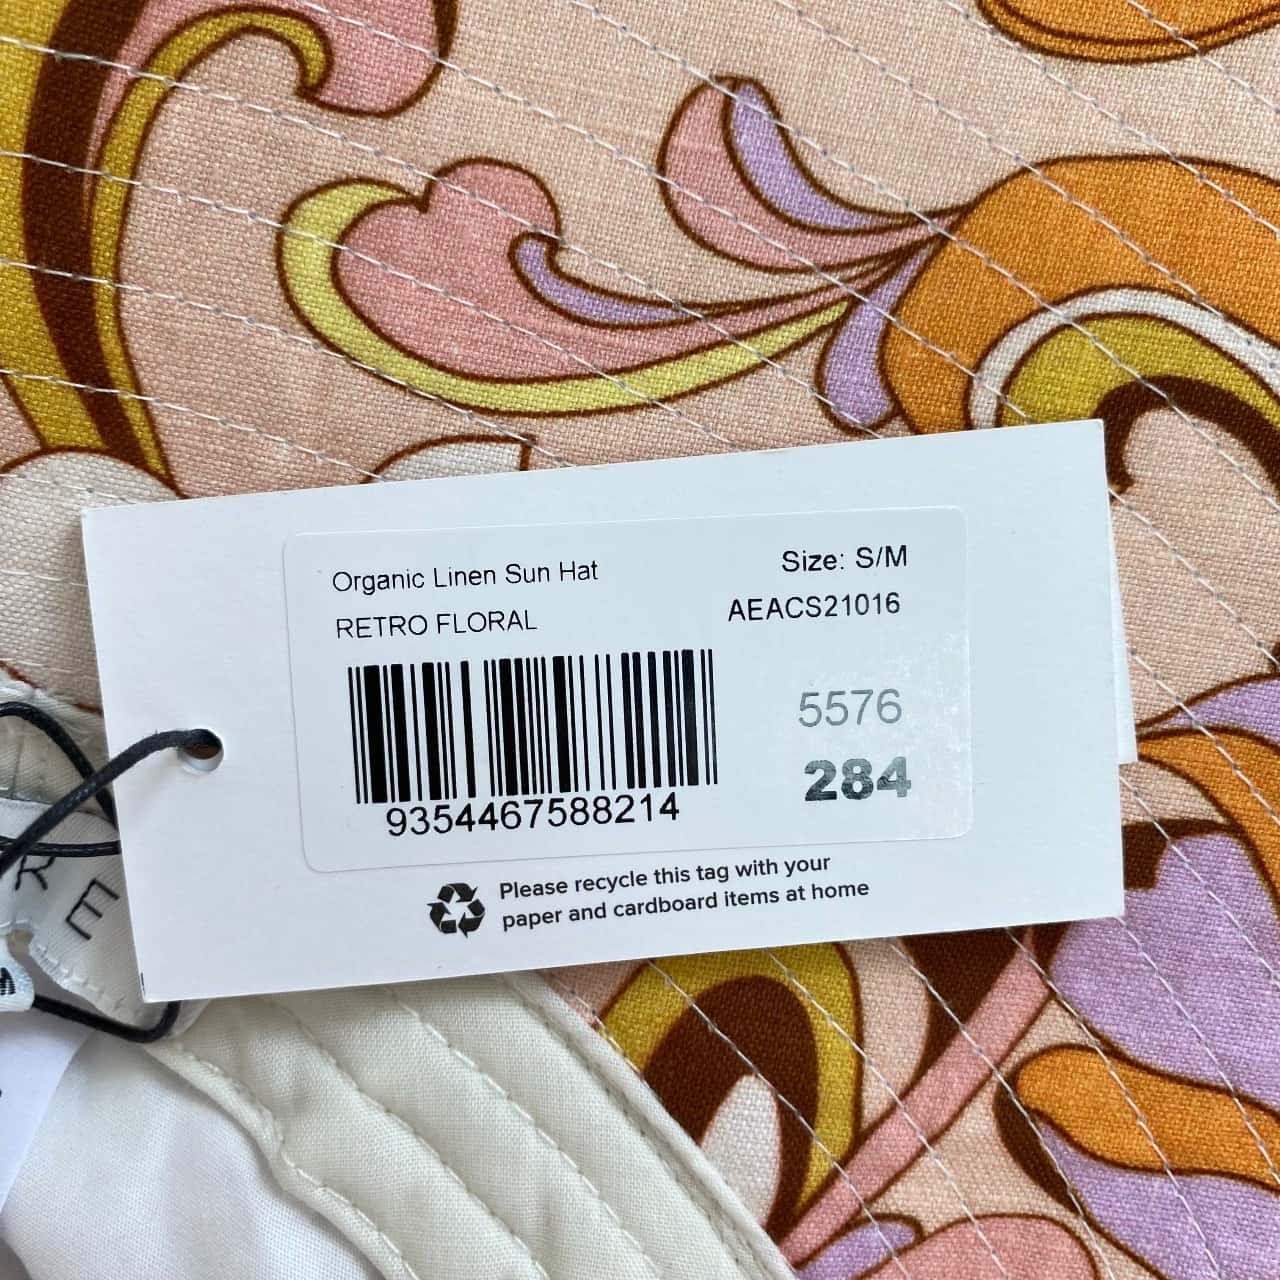 Organic Linen Sun Hat
Size: S/M
RETRO FLORAL
AEACS21016
5576
284
9354467588214
Please recycle this tag with your
paper and cardboard items at home
RE